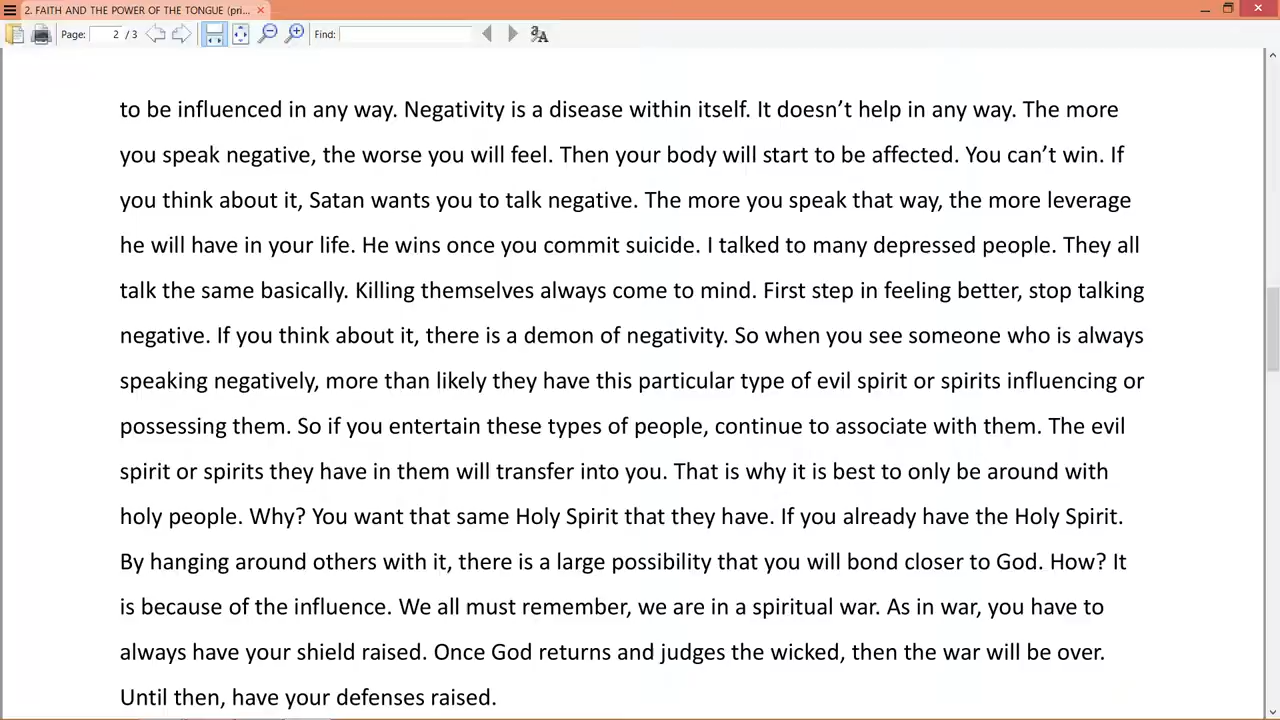 2. FAITH AND THE POWER OF THE TONGUE (pri...
Page: 2 / 3 Find:
to be influenced in any way. Negativity is a disease within itself. It doesn’t help in any way. The more
you speak negative, the worse you will feel. Then your body will start to be affected. You can’t win. If
you think about it, Satan wants you to talk negative. The more you speak that way, the more leverage
he will have in your life. He wins once you commit suicide. I talked to many depressed people. They all
talk the same basically. Killing themselves always come to mind. First step in feeling better, stop talking
negative. If you think about it, there is a demon of negativity. So when you see someone who is always
speaking negatively, more than likely they have this particular type of evil spirit or spirits influencing or
possessing them. So if you entertain these types of people, continue to associate with them. The evil
spirit or spirits they have in them will transfer into you. That is why it is best to only be around with
holy people. Why? You want that same Holy Spirit that they have. If you already have the Holy Spirit.
By hanging around others with it, there is a large possibility that you will bond closer to God. How? It
is because of the influence. We all must remember, we are in a spiritual war. As in war, you have to
always have your shield raised. Once God returns and judges the wicked, then the war will be over.
Until then, have your defenses raised.